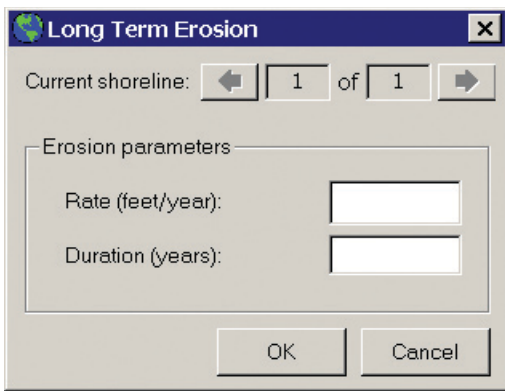 Long Term Erosion
Current shoreline: 1 of 1
Erosion parameters
Rate (feet/year):
Duration (years):
OK Cancel